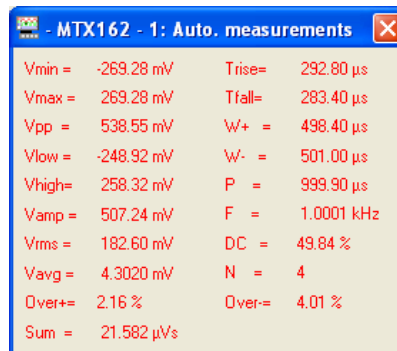 - MTX162 - 1: Auto. measurements
Vmin = -269.28 mV Trise= 292.80 µs
Vmax = 269.28 mV Tfall= 283.40 µs
Vpp = 538.55 mV W+ = 498.40 µs
Vlow = -248.92 mV W- = 501.00 µs
Vhigh= 258.32 mV P = 999.90 µs
Vamp = 507.24 mV F = 1.0001 kHz
Vrms = 182.60 mV DC = 49.84 %
Vavg = 4.3020 mV N = 4
Over+= 2.16 % Over-= 4.01 %
Sum = 21.582 µVs